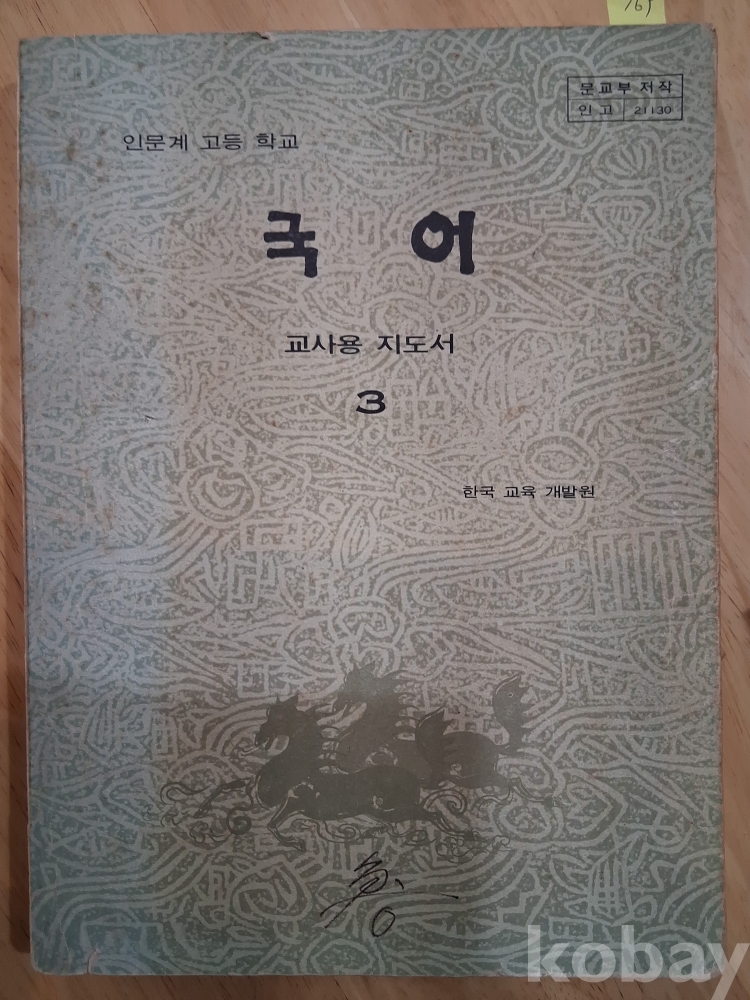 165
문교부 저작
인고 21130
인문계 고등 학교
국 어
교사용 지도서
3
한국 교육 개발원
kobay